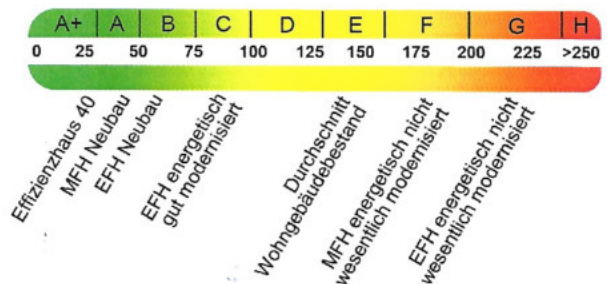 A+ A B C D E F G H
0 25 50 75 100 125 150 175 200 225 >250
Effizienzhaus 40
MFH Neubau
EFH Neubau
EFH energetisch
gut modernisiert
Durchschnitt
Wohngebäudebestand
MFH energetisch nicht
wesentlich modernisiert
EFH energetisch nicht
wesentlich modernisiert